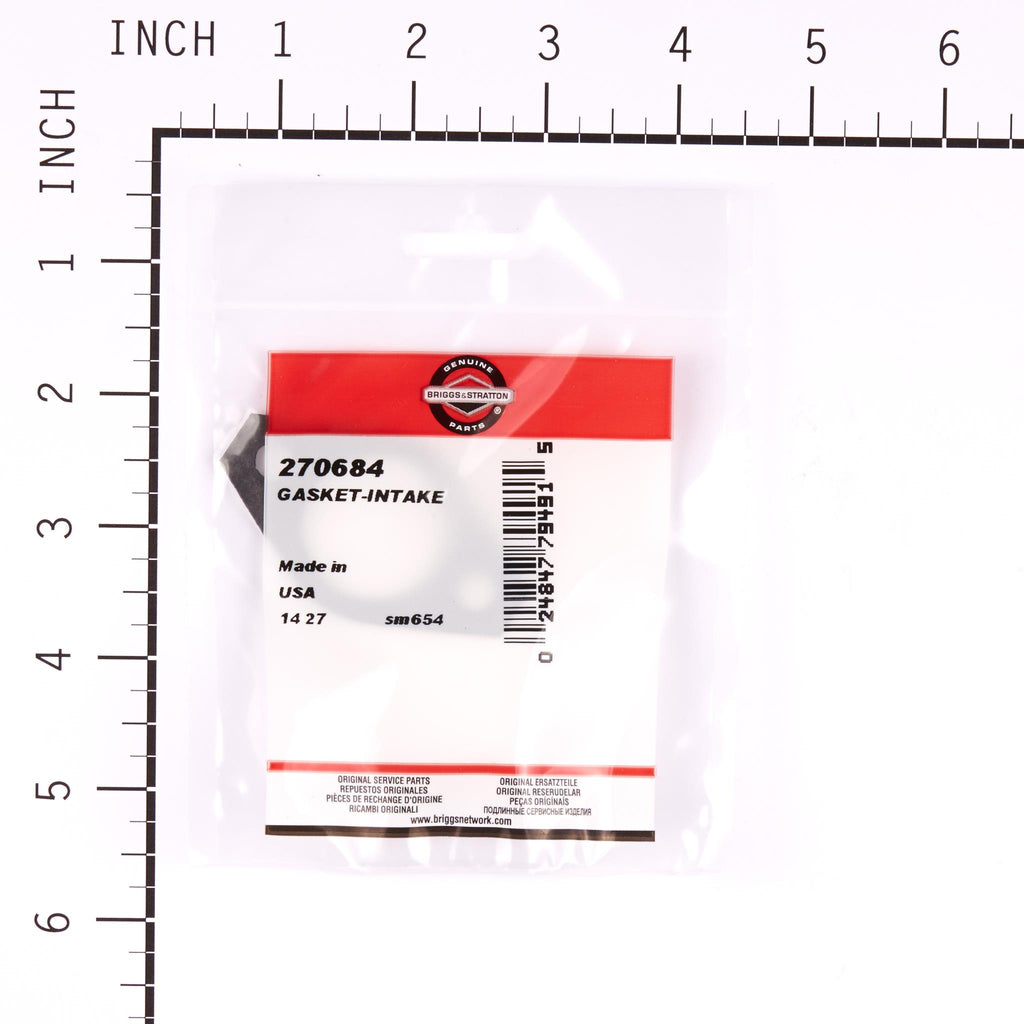 INCH 1 2 3 4 5 6
INCH 1 2 3 4 5 6
GENUINE
BRIGGS&STRATTON
®
PARTS
270684
GASKET-INTAKE
Made in
USA
14 27 sm654
0 24847 79491 5
ORIGINAL SERVICE PARTS
REPUESTOS ORIGINALES
PIÈCES DE RECHANGE D'ORIGINE
RICAMBI ORIGINALI
ORIGINAL ERSATZTEILE
ORIGINAL RESERUDELAR
PEÇAS ORIGINAIS
ПОДЛИННЫЕ СЕРВИСНЫЕ ИЗДЕЛИЯ
www.briggsnetwork.com